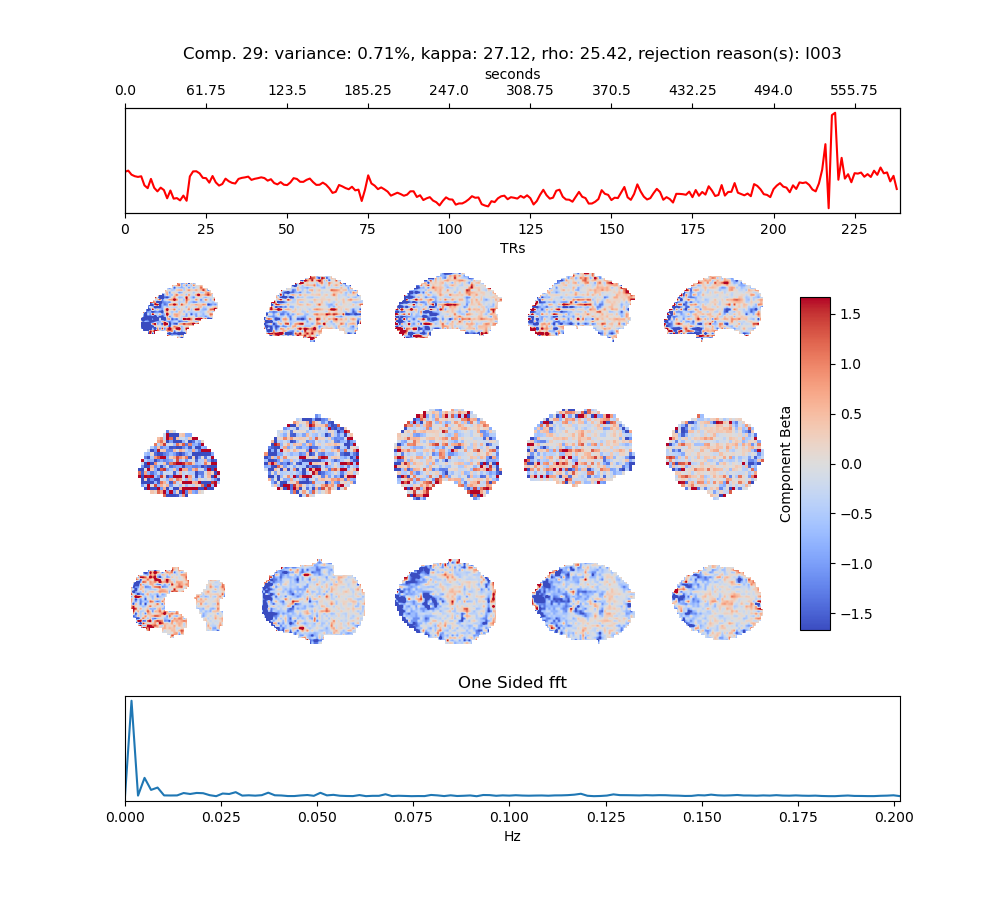 Comp. 29: variance: 0.71%, kappa: 27.12, rho: 25.42, rejection reason(s): I003
seconds
0.0 61.75 123.5 185.25 247.0 308.75 370.5 432.25 494.0 555.75
0 25 50 75 100 125 150 175 200 225
TRs
1.5
1.0
0.5
0.0
−0.5
−1.0
−1.5
Component Beta
One Sided fft
0.000 0.025 0.050 0.075 0.100 0.125 0.150 0.175 0.200
Hz